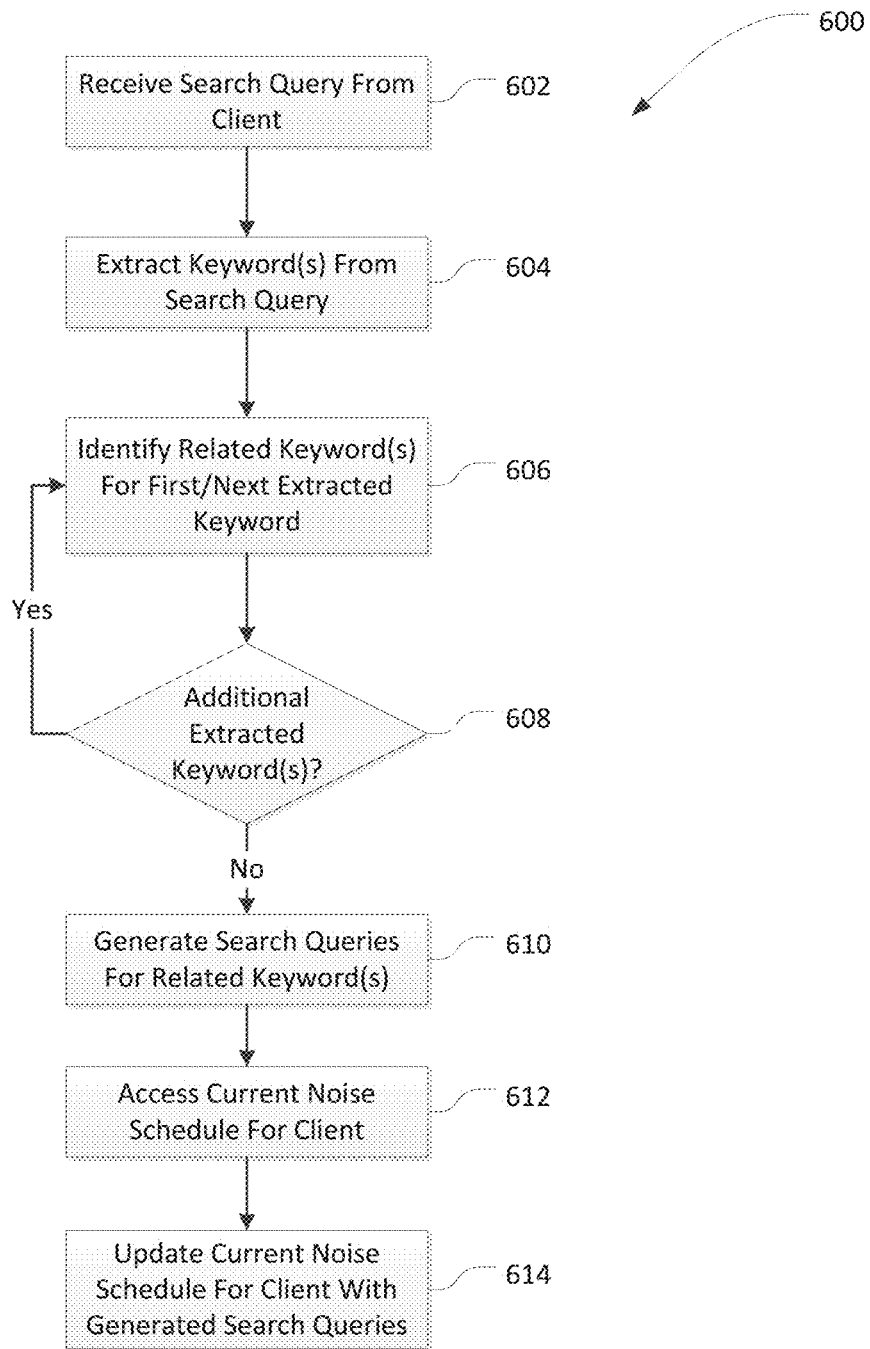 600
Receive Search Query From
Client
602
Extract Keyword(s) From
Search Query
604
Identify Related Keyword(s)
For First/Next Extracted
Keyword
606
Yes
Additional
Extracted
Keyword(s)?
608
No
Generate Search Queries
For Related Keyword(s)
610
Access Current Noise
Schedule For Client
612
Update Current Noise
Schedule For Client With
Generated Search Queries
614